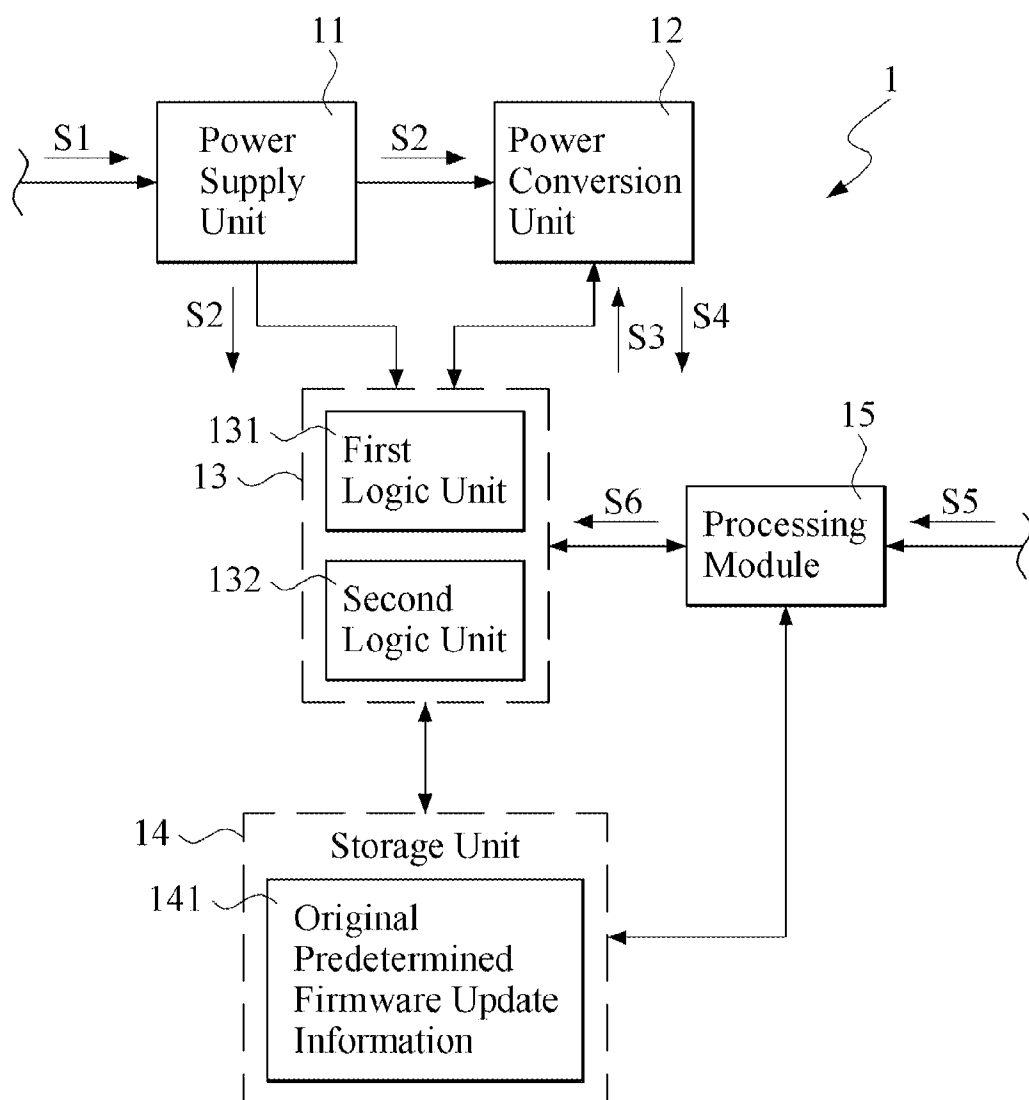 11
12
1
S1
Power
Supply
Unit
S2
Power
Conversion
Unit
S2
S3
S4
131
First
Logic Unit
13
15
S6
Processing
Module
S5
132
Second
Logic Unit
14
Storage Unit
141
Original
Predetermined
Firmware Update
Information